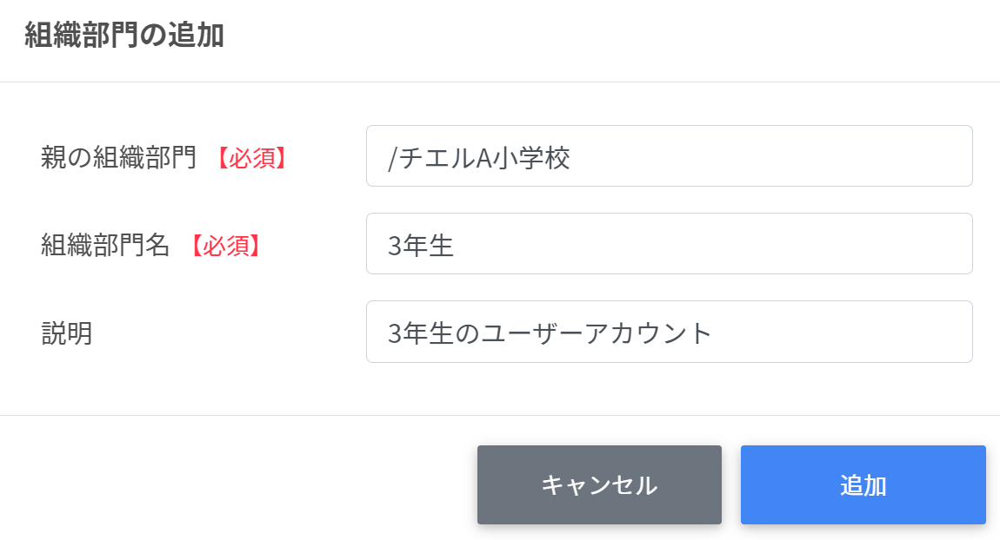 組織部門の追加
親の組織部門 【必須】 /チエルA小学校
組織部門名 【必須】 3年生
説明 3年生のユーザーアカウント
キャンセル 追加